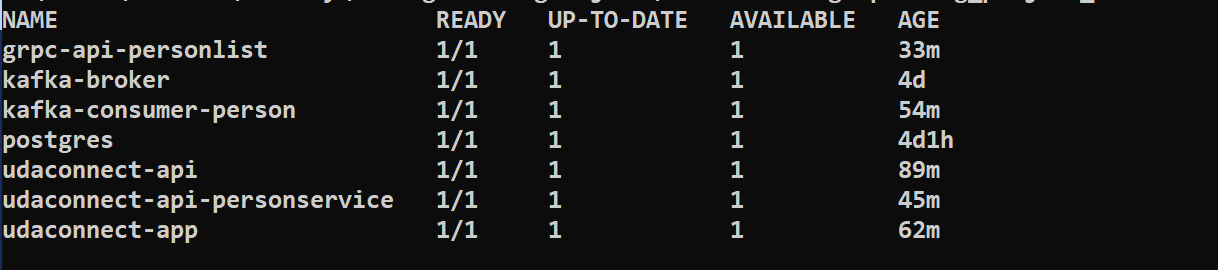 NAME READY UP-TO-DATE AVAILABLE AGE
grpc-api-personlist 1/1 1 1 33m
kafka-broker 1/1 1 1 4d
kafka-consumer-person 1/1 1 1 54m
postgres 1/1 1 1 4d1h
udaconnect-api 1/1 1 1 89m
udaconnect-api-personservice 1/1 1 1 45m
udaconnect-app 1/1 1 1 62m